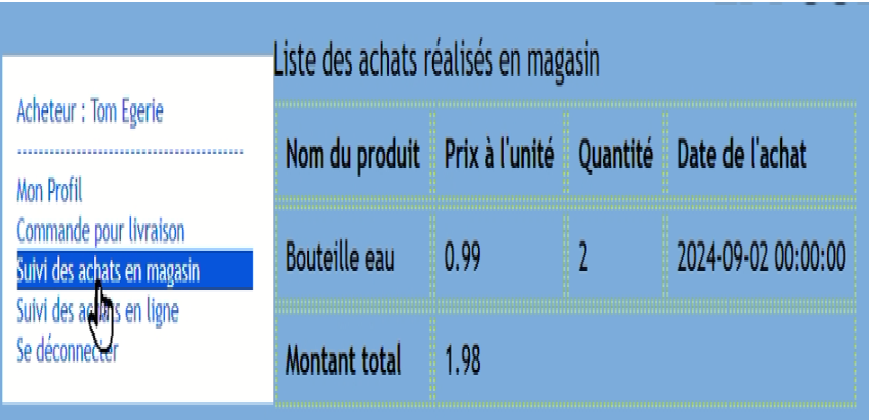 Liste des achats réalisés en magasin
Acheteur : Tom Egerie
----------------------------------------
Mon Profil
Commande pour livraison
Suivi des achats en magasin
Suivi des achats en ligne
Se déconnecter
Nom du produit Prix à l'unité Quantité Date de l'achat
Bouteille eau 0.99 2 2024-09-02 00:00:00
Montant total 1.98